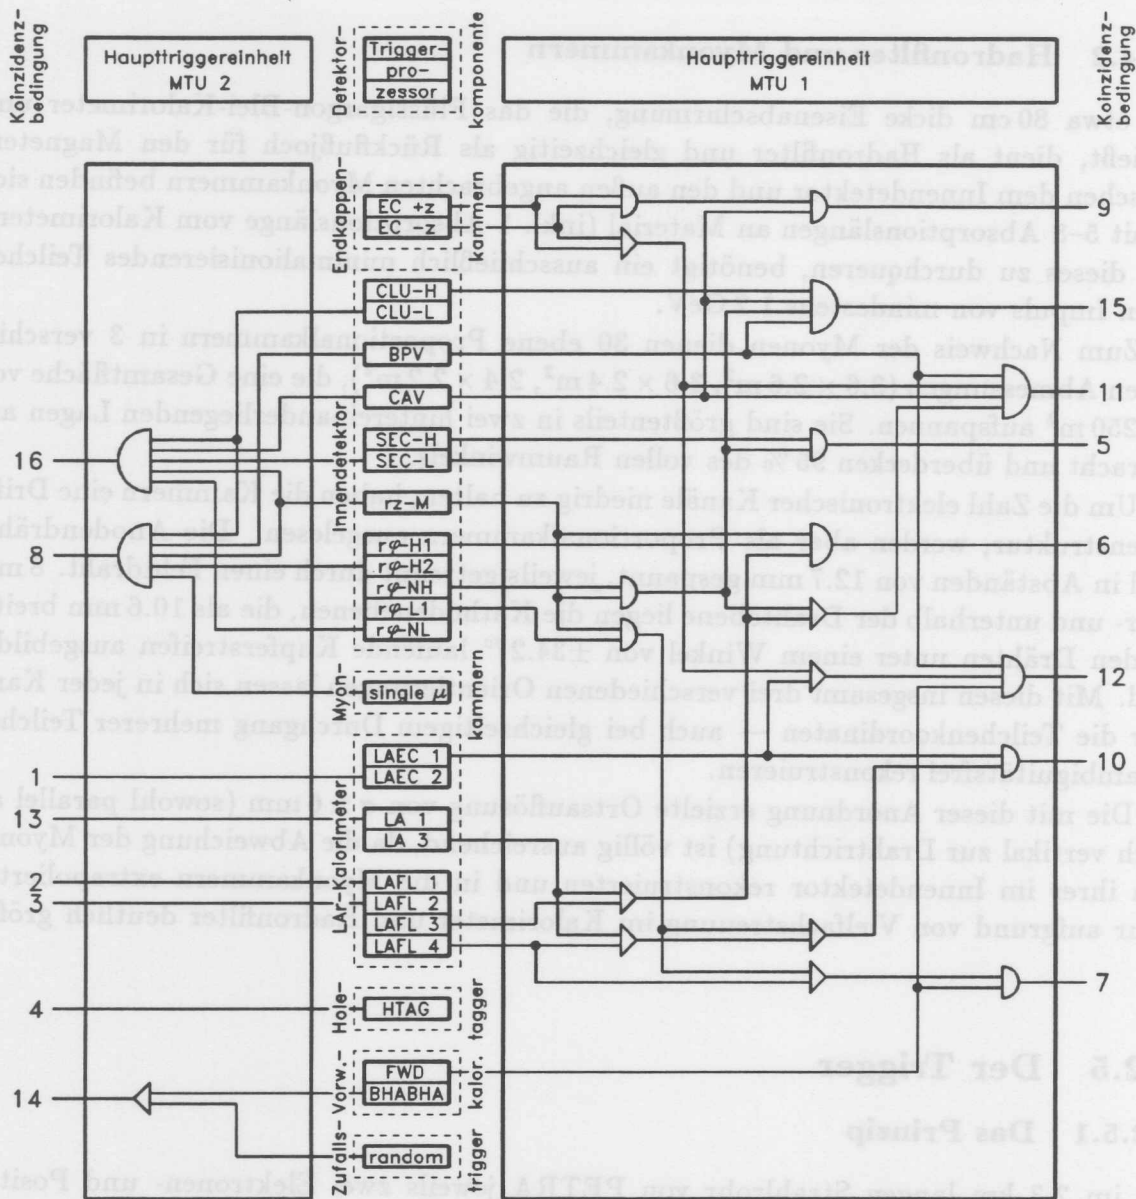 Koinzidenz-
bedingung
Haupttriggereinheit
MTU 2
Detektor-
komponente
Trigger-
pro-
zessor
Haupttriggereinheit
MTU 1
Koinzidenz-
bedingung
Endkappen-
kammern
EC +z
EC -z
9
CLU-H
CLU-L
15
Innendetektor
BPV
CAV
11
SEC-H
SEC-L
16
5
rz-M
8
rφ-H1
rφ-H2
rφ-NH
rφ-L4
rφ-NL
6
Myon-
kammern
single μ
12
LAr-Kalorimeter
LAEC 1
LAEC 2
1
10
LA 1
LA 3
13
LAFL 1
LAFL 2
LAFL 3
LAFL 4
2
3
7
Hole-
tagger
HTAG
4
Vorw.-
kalor.
FWD
BHABHA
14
Zufalls-
trigger
random